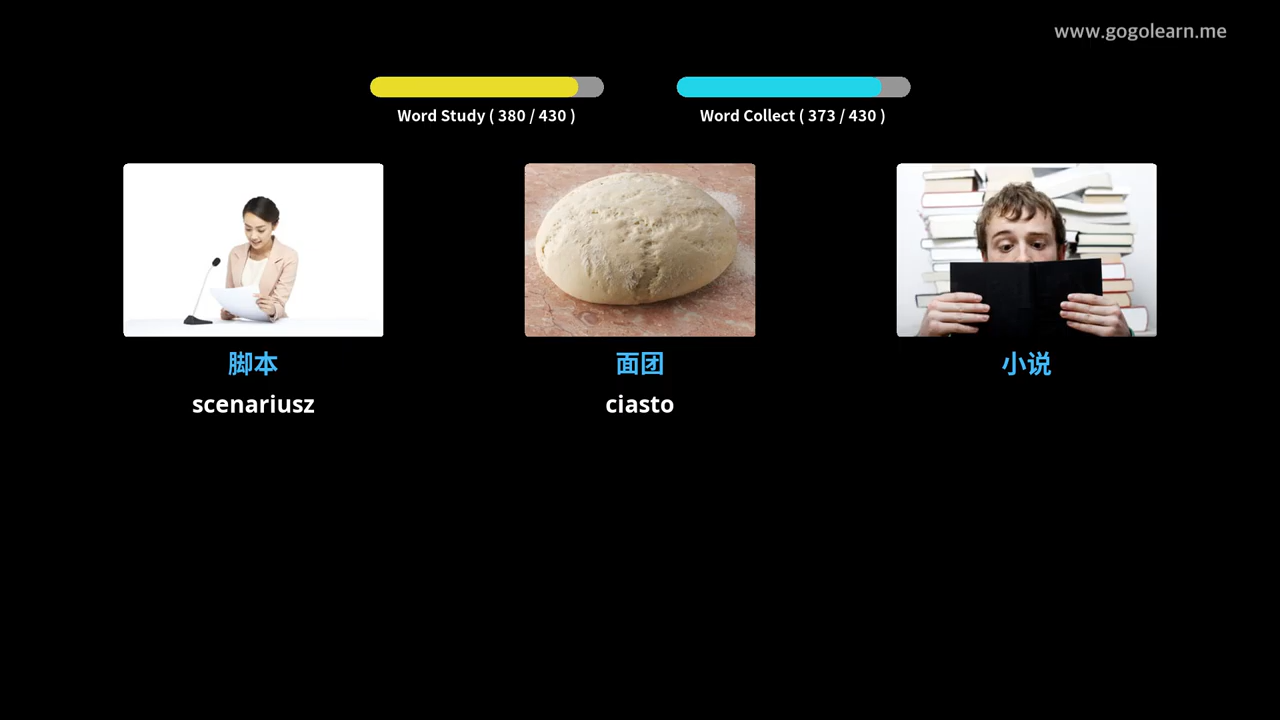 www.gogolearn.me
Word Study ( 380 / 430 )
Word Collect ( 373 / 430 )
脚本
面团
小说
scenariusz
ciasto